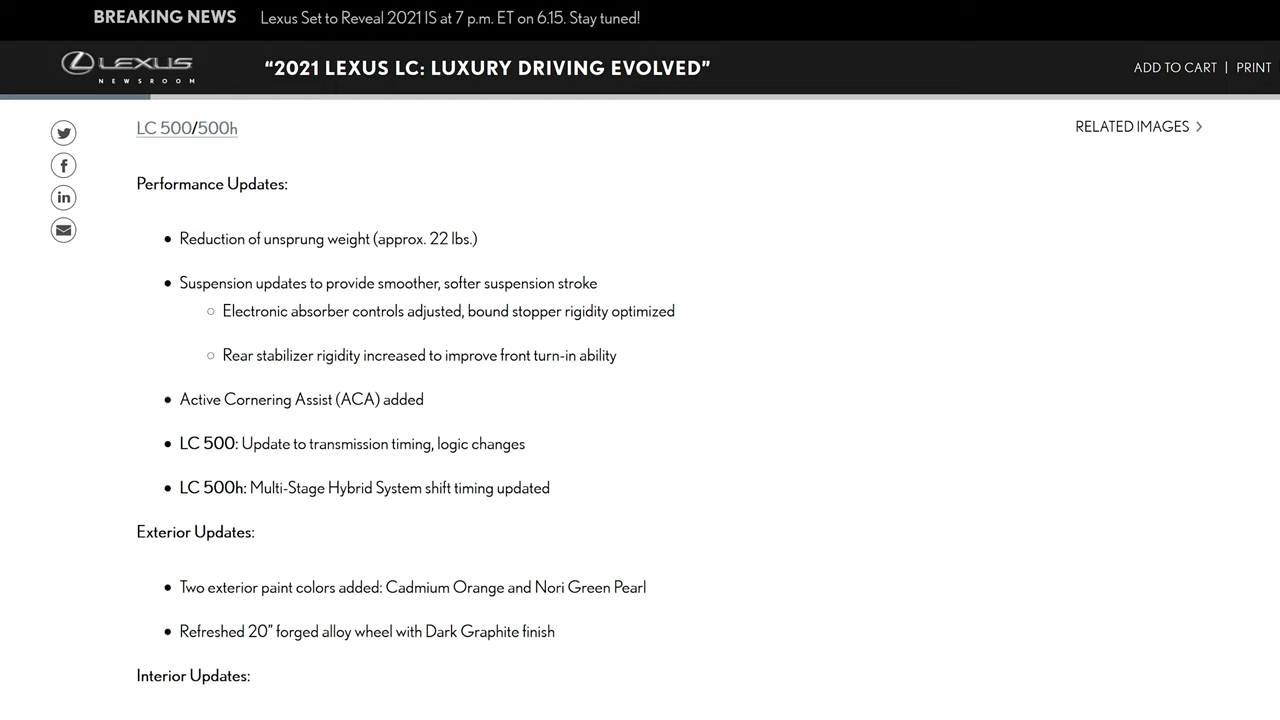 BREAKING NEWS Lexus Set to Reveal 2021 IS at 7 p.m. ET on 6.15. Stay tuned!
LEXUS
NEWSROOM
“2021 LEXUS LC: LUXURY DRIVING EVOLVED”
ADD TO CART | PRINT
LC 500/500h
RELATED IMAGES >
Performance Updates:
• Reduction of unsprung weight (approx. 22 lbs.)
• Suspension updates to provide smoother, softer suspension stroke
○ Electronic absorber controls adjusted, bound stopper rigidity optimized
○ Rear stabilizer rigidity increased to improve front turn-in ability
• Active Cornering Assist (ACA) added
• LC 500: Update to transmission timing, logic changes
• LC 500h: Multi-Stage Hybrid System shift timing updated
Exterior Updates:
• Two exterior paint colors added: Cadmium Orange and Nori Green Pearl
• Refreshed 20” forged alloy wheel with Dark Graphite finish
Interior Updates: